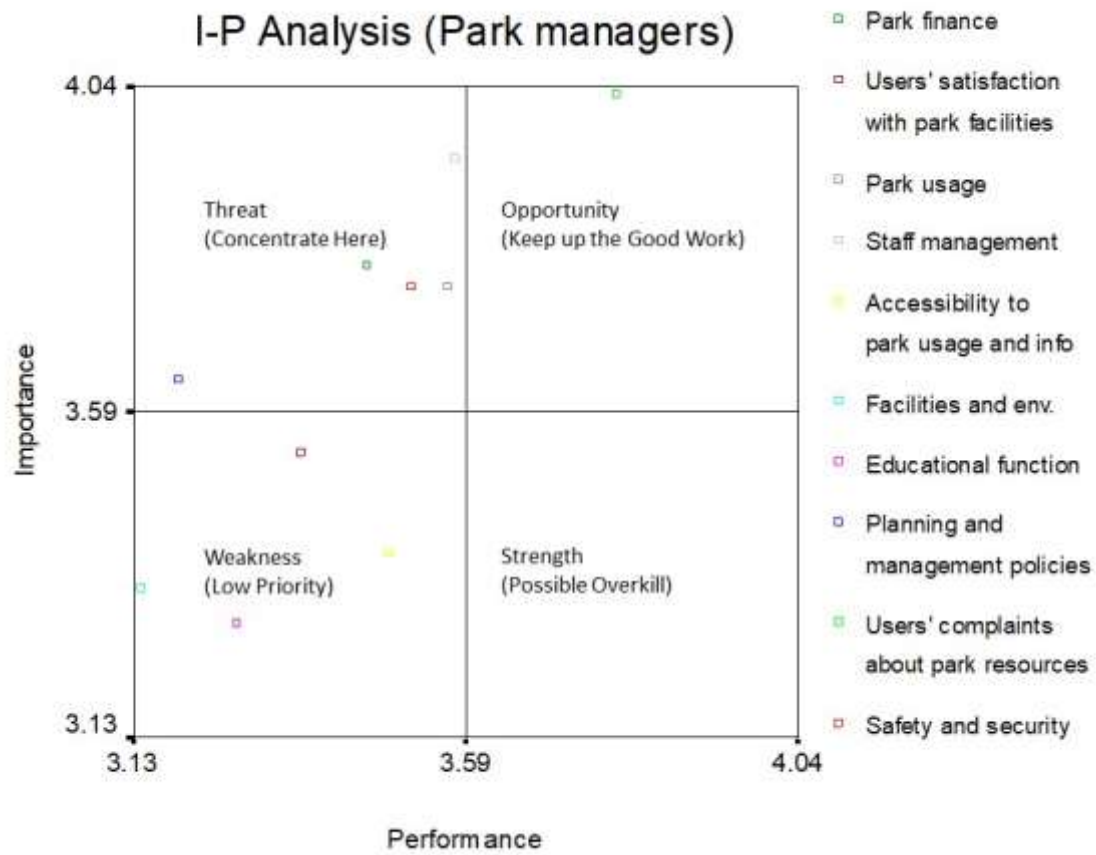 I-P Analysis (Park managers)
4.04
3.59
3.13
Importance
Threat
(Concentrate Here)
Opportunity
(Keep up the Good Work)
Weakness
(Low Priority)
Strength
(Possible Overkill)
3.13
3.59
4.04
Performance
Park finance
Users' satisfaction
with park facilities
Park usage
Staff management
Accessibility to
park usage and info
Facilities and env.
Educational function
Planning and
management policies
Users' complaints
about park resources
Safety and security